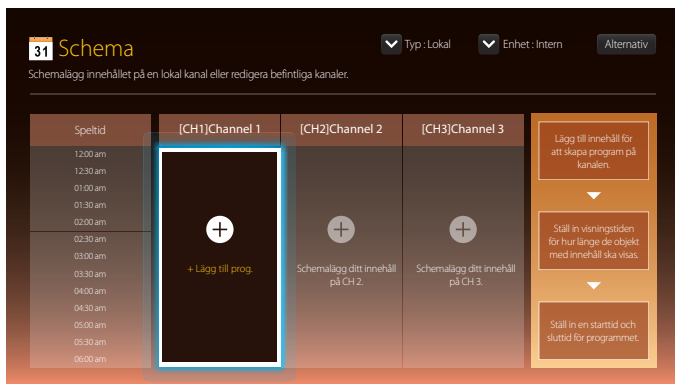 31 Schema
Typ : Lokal
Enhet : Intern
Alternativ
Schemalägg innehållet på en lokal kanal eller redigera befintliga kanaler.
Speltid
[CH1]Channel 1
[CH2]Channel 2
[CH3]Channel 3
12:00 am
12:30 am
01:00 am
01:30 am
02:00 am
02:30 am
03:00 am
03:30 am
04:00 am
04:30 am
05:00 am
05:30 am
06:00 am
+ Lägg till prog.
Schemalägg ditt innehåll
på CH 2.
Schemalägg ditt innehåll
på CH 3.
Lägg till innehåll för
att skapa program på
kanalen.
Ställ in visningstiden
för hur länge de objekt
med innehåll ska visas.
Ställ in en starttid och
sluttid för programmet.